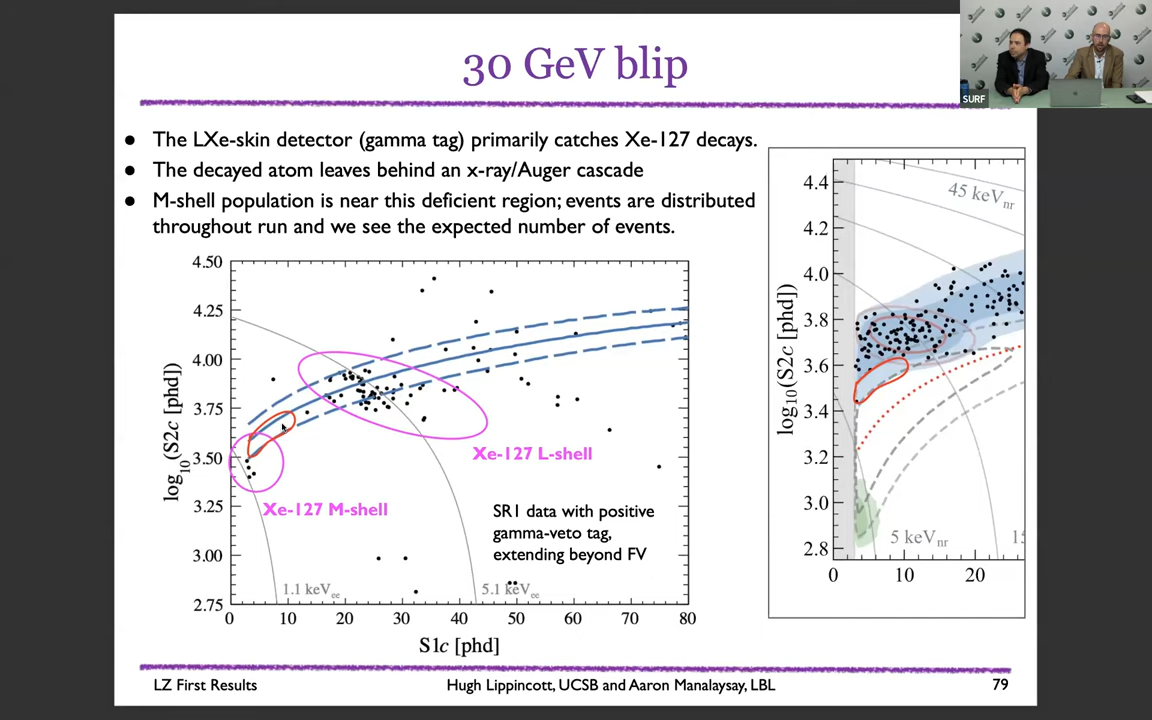 30 GeV blip
SURF
● The LXe-skin detector (gamma tag) primarily catches Xe-127 decays.
● The decayed atom leaves behind an x-ray/Auger cascade
● M-shell population is near this deficient region; events are distributed
throughout run and we see the expected number of events.
4.50
4.25
4.00
3.75
3.50
3.25
3.00
2.75
log10(S2c [phd])
0 10 20 30 40 50 60 70 80
S1c [phd]
Xe-127 L-shell
Xe-127 M-shell
SR1 data with positive
gamma-veto tag,
extending beyond FV
1.1 keVee
5.1 keVee
4.4
4.2
4.0
3.8
3.6
3.4
3.2
3.0
2.8
log10(S2c [phd])
45 keVnr
5 keVnr
15
0 10 20
LZ First Results
Hugh Lippincott, UCSB and Aaron Manalaysay, LBL
79